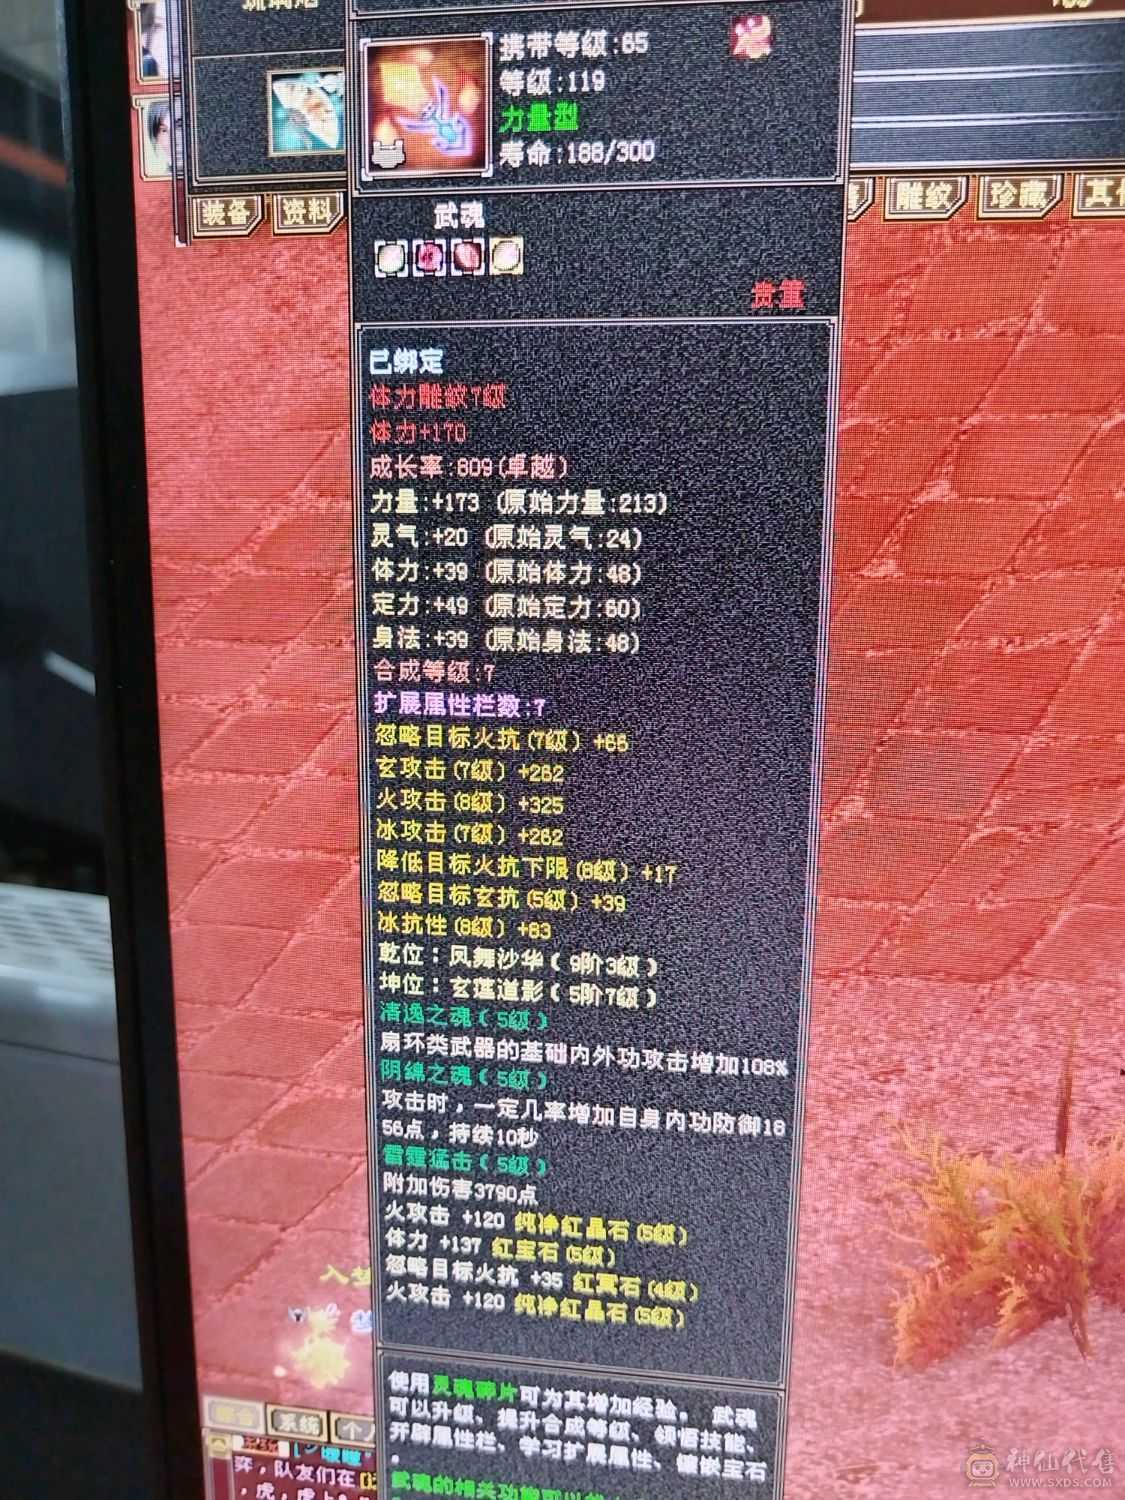 携带等级:65
等级:119
力量型
寿命:188/300
装备
资料
雕纹
珍藏
武魂
贵重
已绑定
体力雕纹7级
体力+170
成长率:809(卓越)
力量:+173 (原始力量:213)
灵气:+20 (原始灵气:24)
体力:+39 (原始体力:48)
定力:+49 (原始定力:60)
身法:+39 (原始身法:48)
合成等级:7
扩展属性栏数:7
忽略目标火抗(7级) +66
玄攻击(7级) +262
火攻击(8级) +325
冰攻击(7级) +262
降低目标火抗下限(8级) +17
忽略目标玄抗(5级) +39
冰抗性(8级) +83
乾位：凤舞沙华( 9阶3级)
坤位：玄莲道影( 5阶7级)
清逸之魂( 5级)
扇环类武器的基础内外功攻击增加108%
阴绵之魂( 5级)
攻击时，一定几率增加自身内功防御18
56点，持续10秒
雷霆猛击( 5级)
附加伤害3790点
火攻击 +120 纯净红晶石(5级)
体力 +137 红宝石(5级)
忽略目标火抗 +35 红冥石(4级)
火攻击 +120 纯净红晶石(5级)
使用灵魂碎片可为其增加经验。 武魂
可以升级、提升合成等级、领悟技能、
开辟属性栏、学习扩展属性、镶嵌宝石
。
武魂的相关功能可以
系统
个人
弈，队友们在
，虎，虎
神仙代售
WWW.SXDS.COM